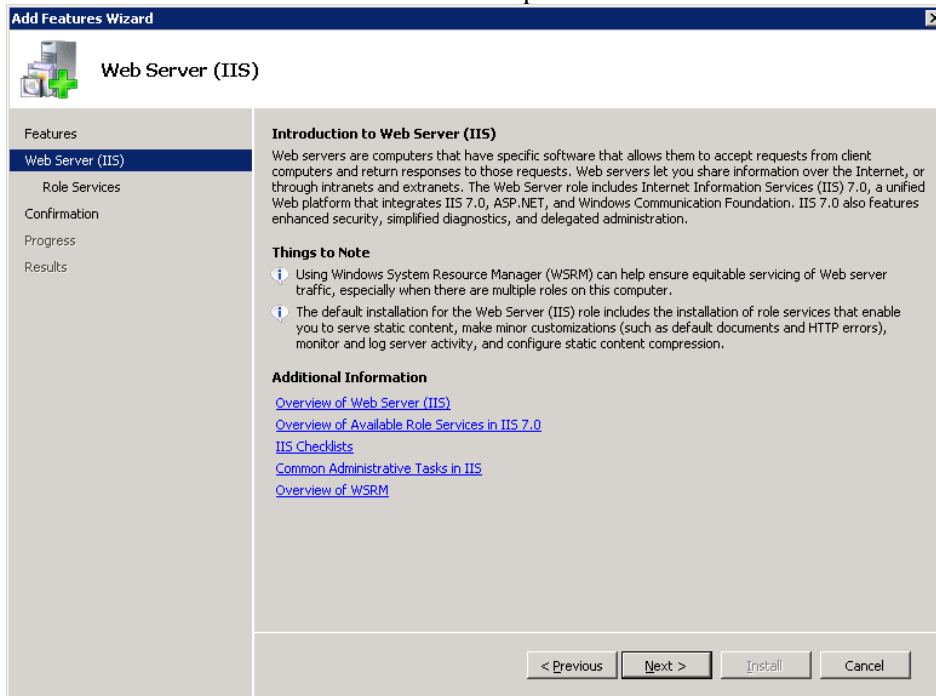 Add Features Wizard
Web Server (IIS)
Features
Web Server (IIS)
Role Services
Confirmation
Progress
Results
Introduction to Web Server (IIS)
Web servers are computers that have specific software that allows them to accept requests from client
computers and return responses to those requests. Web servers let you share information over the Internet, or
through intranets and extranets. The Web Server role includes Internet Information Services (IIS) 7.0, a unified
Web platform that integrates IIS 7.0, ASP.NET, and Windows Communication Foundation. IIS 7.0 also features
enhanced security, simplified diagnostics, and delegated administration.
Things to Note
Using Windows System Resource Manager (WSRM) can help ensure equitable servicing of Web server
traffic, especially when there are multiple roles on this computer.
The default installation for the Web Server (IIS) role includes the installation of role services that enable
you to serve static content, make minor customizations (such as default documents and HTTP errors),
monitor and log server activity, and configure static content compression.
Additional Information
Overview of Web Server (IIS)
Overview of Available Role Services in IIS 7.0
IIS Checklists
Common Administrative Tasks in IIS
Overview of WSRM
< Previous
Next >
Install
Cancel